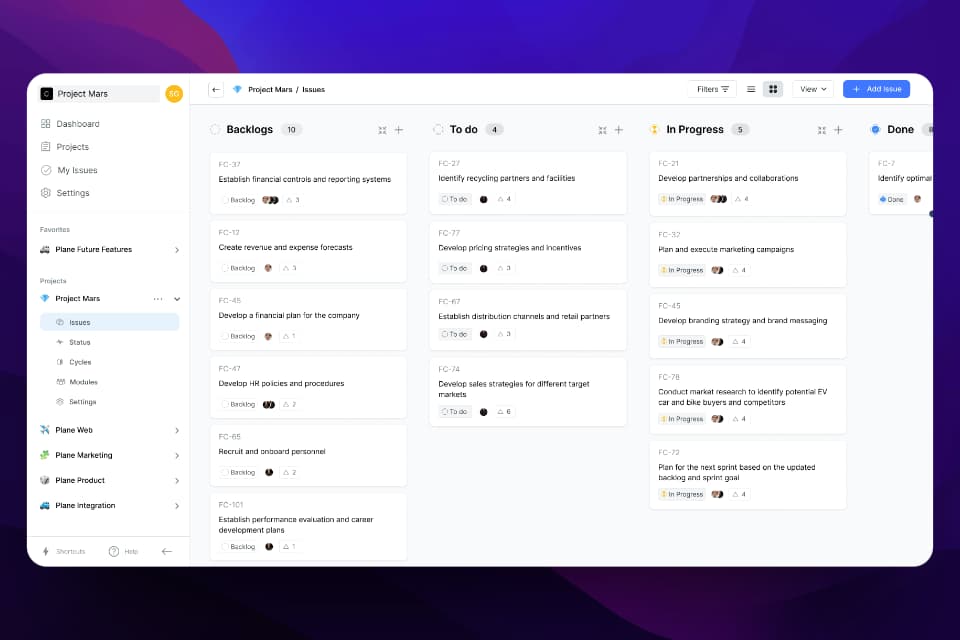 C Project Mars
SG
Dashboard
Projects
My Issues
Settings
Favorites
Plane Future Features
Projects
Project Mars
Issues
Status
Cycles
Modules
Settings
Plane Web
Plane Marketing
Plane Product
Plane Integration
Shortcuts
Help
Project Mars / Issues
Filters
View
Add Issue
Backlogs 10
FC-37
Establish financial controls and reporting systems
Backlog 3
FC-12
Create revenue and expense forecasts
Backlog 3
FC-45
Develop a financial plan for the company
Backlog 1
FC-47
Develop HR policies and procedures
Backlog 2
FC-65
Recruit and onboard personnel
Backlog 2
FC-101
Establish performance evaluation and career
development plans
Backlog 1
To do 4
FC-27
Identify recycling partners and facilities
To do 4
FC-77
Develop pricing strategies and incentives
To do 3
FC-67
Establish distribution channels and retail partners
To do 3
FC-74
Develop sales strategies for different target
markets
To do 6
In Progress 5
FC-21
Develop partnerships and collaborations
In Progress 4
FC-32
Plan and execute marketing campaigns
In Progress 4
FC-45
Develop branding strategy and brand messaging
In Progress 4
FC-78
Conduct market research to identify potential EV
car and bike buyers and competitors
In Progress 4
FC-72
Plan for the next sprint based on the updated
backlog and sprint goal
In Progress 4
Done
FC-7
Identify optima
Done